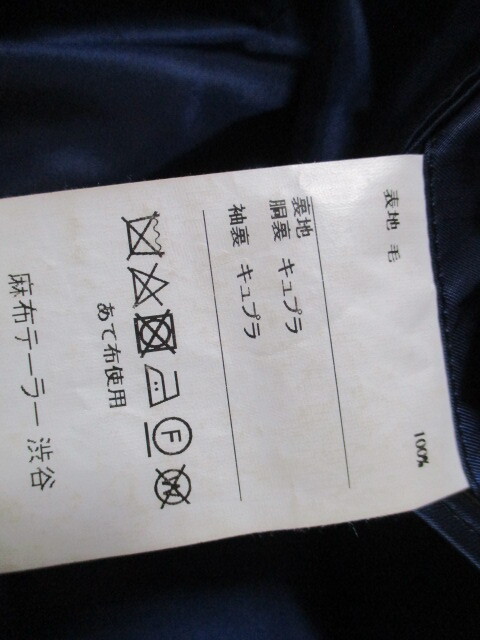 表地 毛 100%
裏地
胴裏 キュプラ
袖裏 キュプラ
F
W
あて布使用
麻布テーラー 渋谷